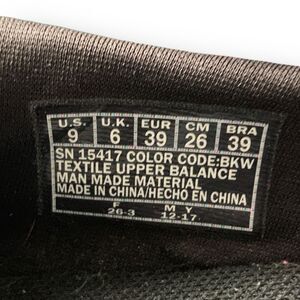 U.S. U.K. EUR CM BRA
9 6 39 26 39
SN 15417 COLOR CODE:BKW
TEXTILE UPPER BALANCE
MAN MADE MATERIAL
MADE IN CHINA/HECHO EN CHINA
F M Y
26-3 12-17